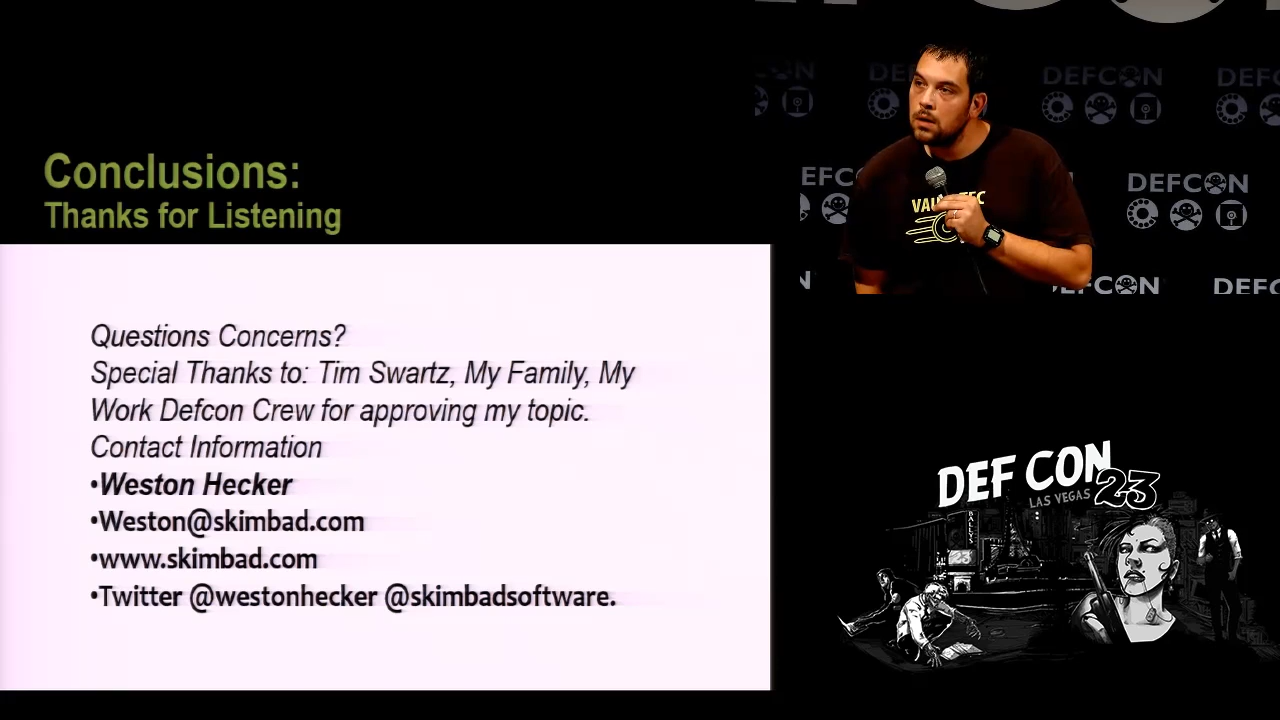 Conclusions:
Thanks for Listening
Questions Concerns?
Special Thanks to: Tim Swartz, My Family, My
Work Defcon Crew for approving my topic.
Contact Information
•Weston Hecker
•Weston@skimbad.com
•www.skimbad.com
•Twitter @westonhecker @skimbadsoftware.
DEFCON
DEFCON
DEFCON
DEF CON 23
LAS VEGAS
BALLYS
23